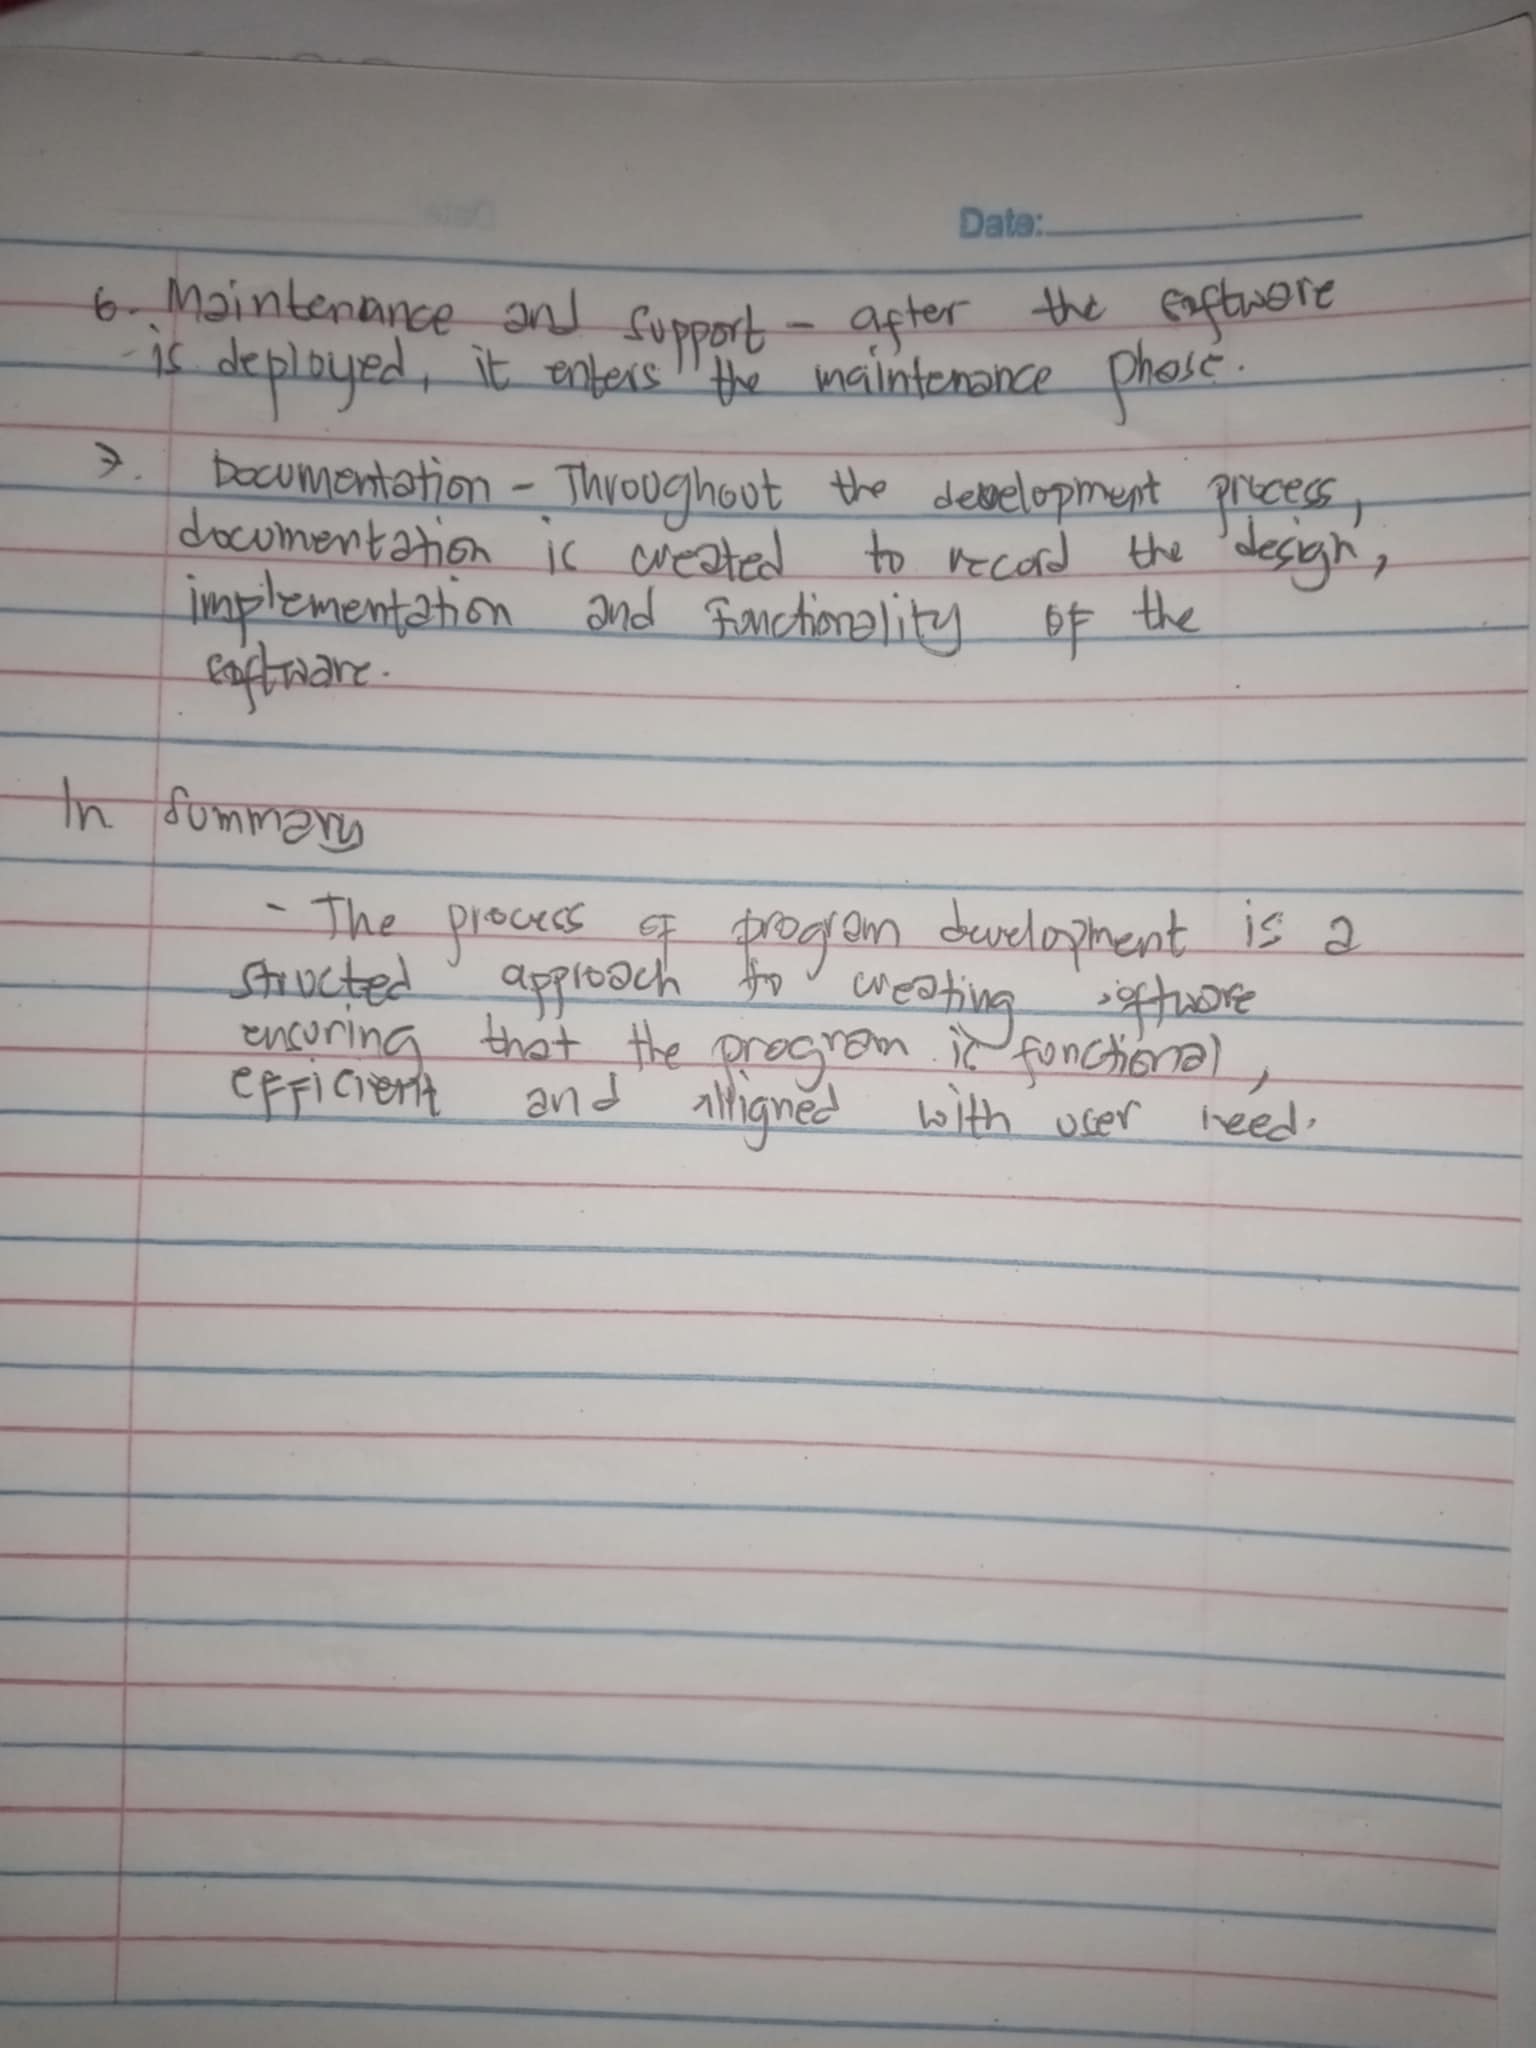 Date:
6. Maintenance and support - after the software
is deployed, it enters the maintenance phase.
7. Documentation - Throughout the development process,
documentation is created to record the design,
implementation and functionality of the
software.
In summary
- The process of program development is a
structed approach to creating software
ensuring that the program is functional,
efficient and alligned with user need.